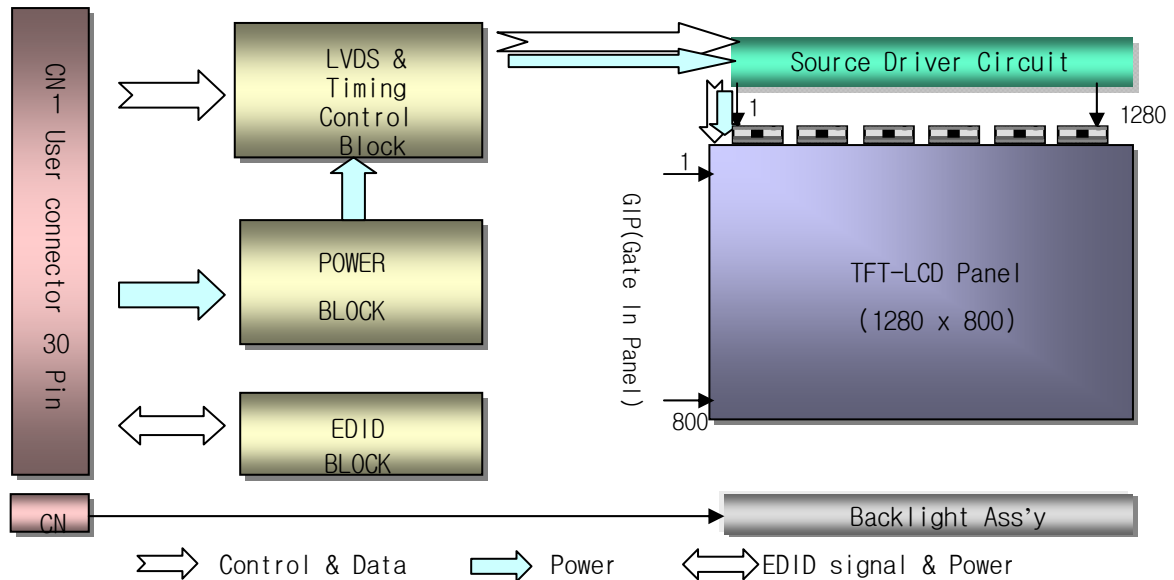 CN1 User connector 30 Pin
LVDS &
Timing
Control
Block
Source Driver Circuit
1
1280
1
GIP(Gate In Panel)
800
POWER
BLOCK
TFT-LCD Panel
(1280 x 800)
EDID
BLOCK
CN
Backlight Ass'y
Control & Data
Power
EDID signal & Power